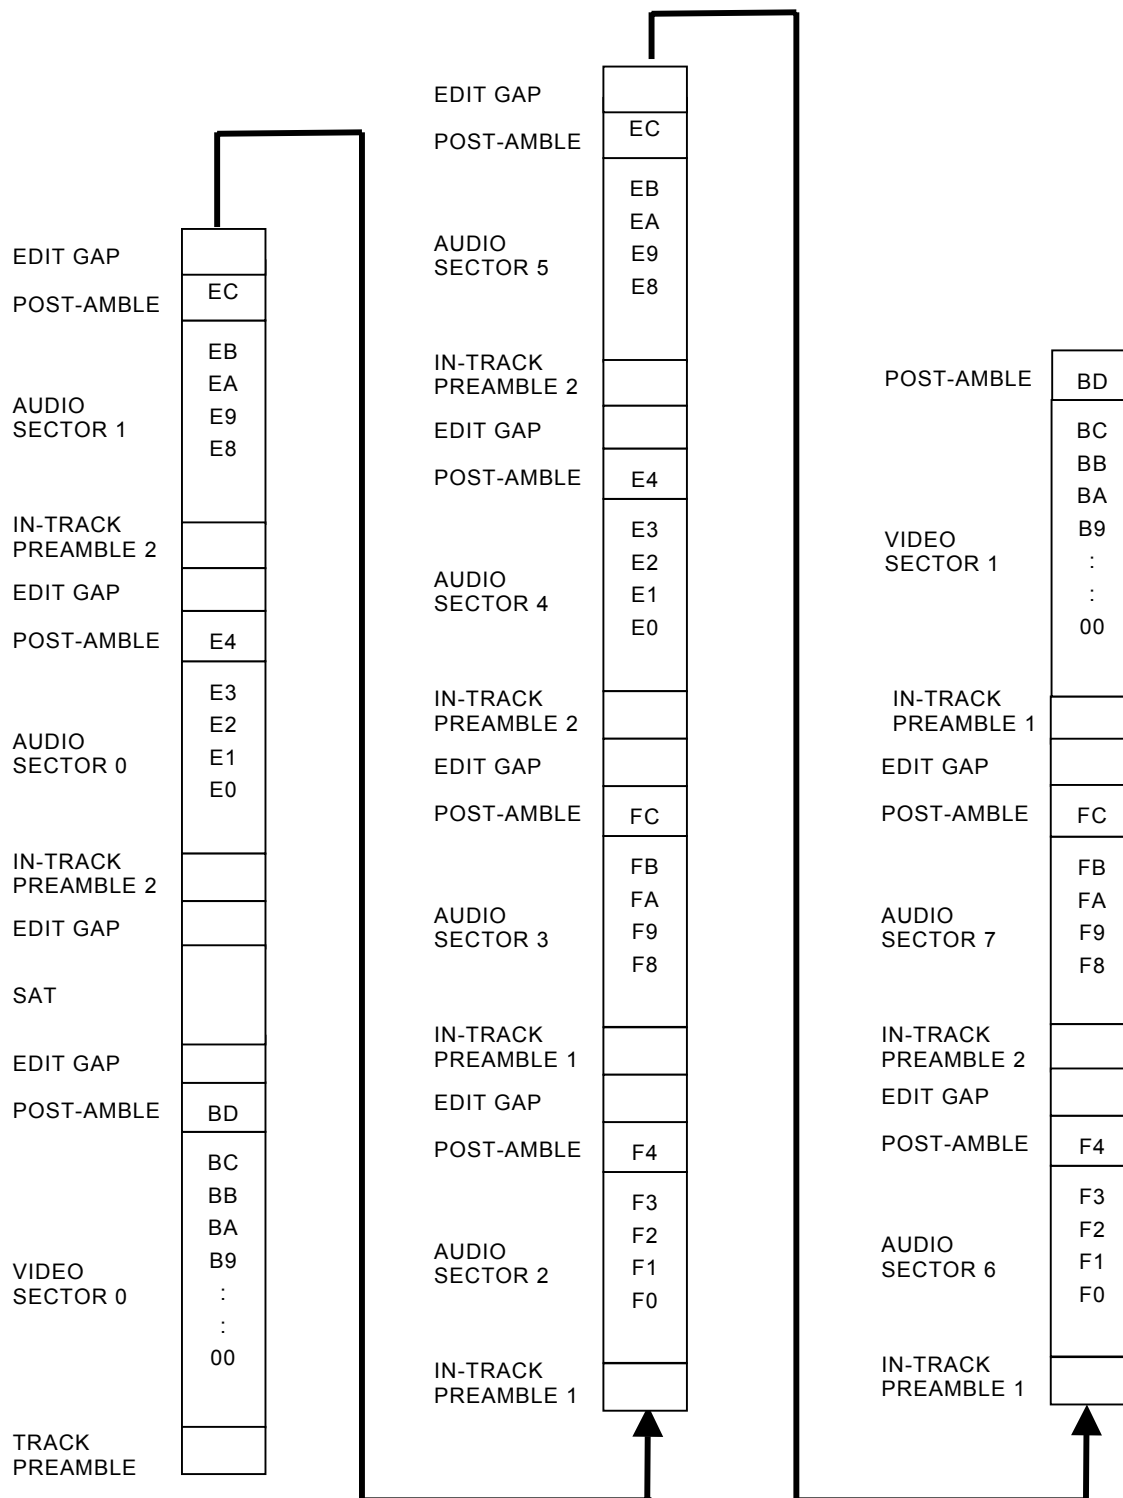 EDIT GAP
POST-AMBLE
EC
EB
EA
AUDIO
SECTOR 1
E9
E8
IN-TRACK
PREAMBLE 2
EDIT GAP
POST-AMBLE
E4
E3
E2
AUDIO
SECTOR 0
E1
E0
IN-TRACK
PREAMBLE 2
EDIT GAP
SAT
EDIT GAP
POST-AMBLE
BD
BC
BB
BA
B9
VIDEO
SECTOR 0
:
:
00
TRACK
PREAMBLE
EDIT GAP
POST-AMBLE
EC
EB
EA
AUDIO
SECTOR 5
E9
E8
IN-TRACK
PREAMBLE 2
EDIT GAP
POST-AMBLE
E4
E3
E2
AUDIO
SECTOR 4
E1
E0
IN-TRACK
PREAMBLE 2
EDIT GAP
POST-AMBLE
FC
FB
FA
AUDIO
SECTOR 3
F9
F8
IN-TRACK
PREAMBLE 1
EDIT GAP
POST-AMBLE
F4
F3
F2
AUDIO
SECTOR 2
F1
F0
IN-TRACK
PREAMBLE 1
POST-AMBLE
BD
BC
BB
BA
B9
VIDEO
SECTOR 1
:
:
00
IN-TRACK
PREAMBLE 1
EDIT GAP
POST-AMBLE
FC
FB
FA
AUDIO
SECTOR 7
F9
F8
IN-TRACK
PREAMBLE 2
EDIT GAP
POST-AMBLE
F4
F3
F2
AUDIO
SECTOR 6
F1
F0
IN-TRACK
PREAMBLE 1